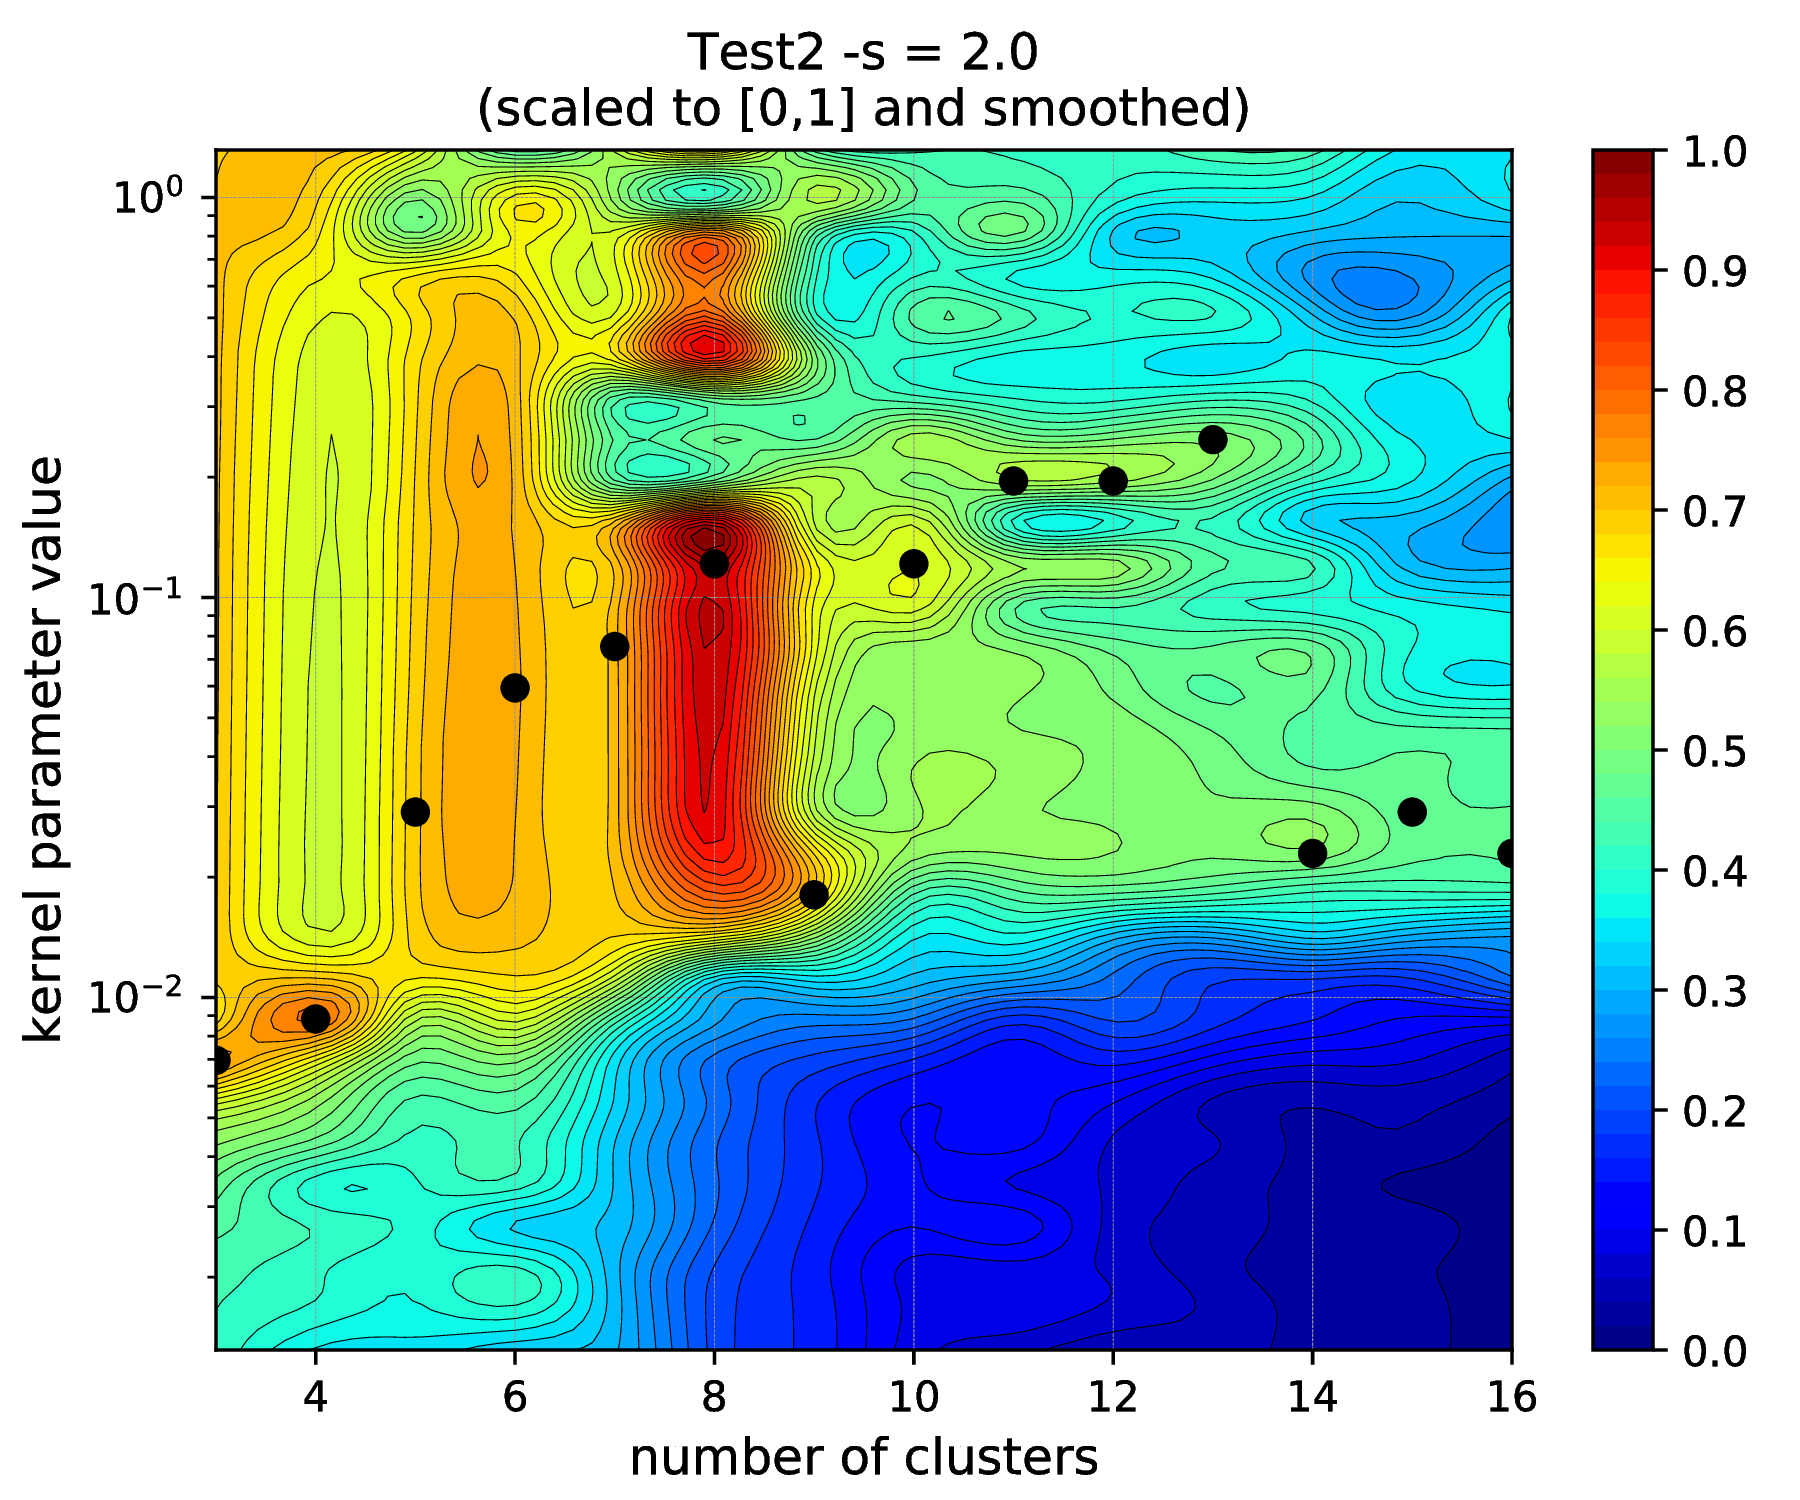 Test2 -s = 2.0
(scaled to [0,1] and smoothed)
10⁰
10⁻¹
10⁻²
kernel parameter value
4 6 8 10 12 14 16
number of clusters
1.0
0.9
0.8
0.7
0.6
0.5
0.4
0.3
0.2
0.1
0.0